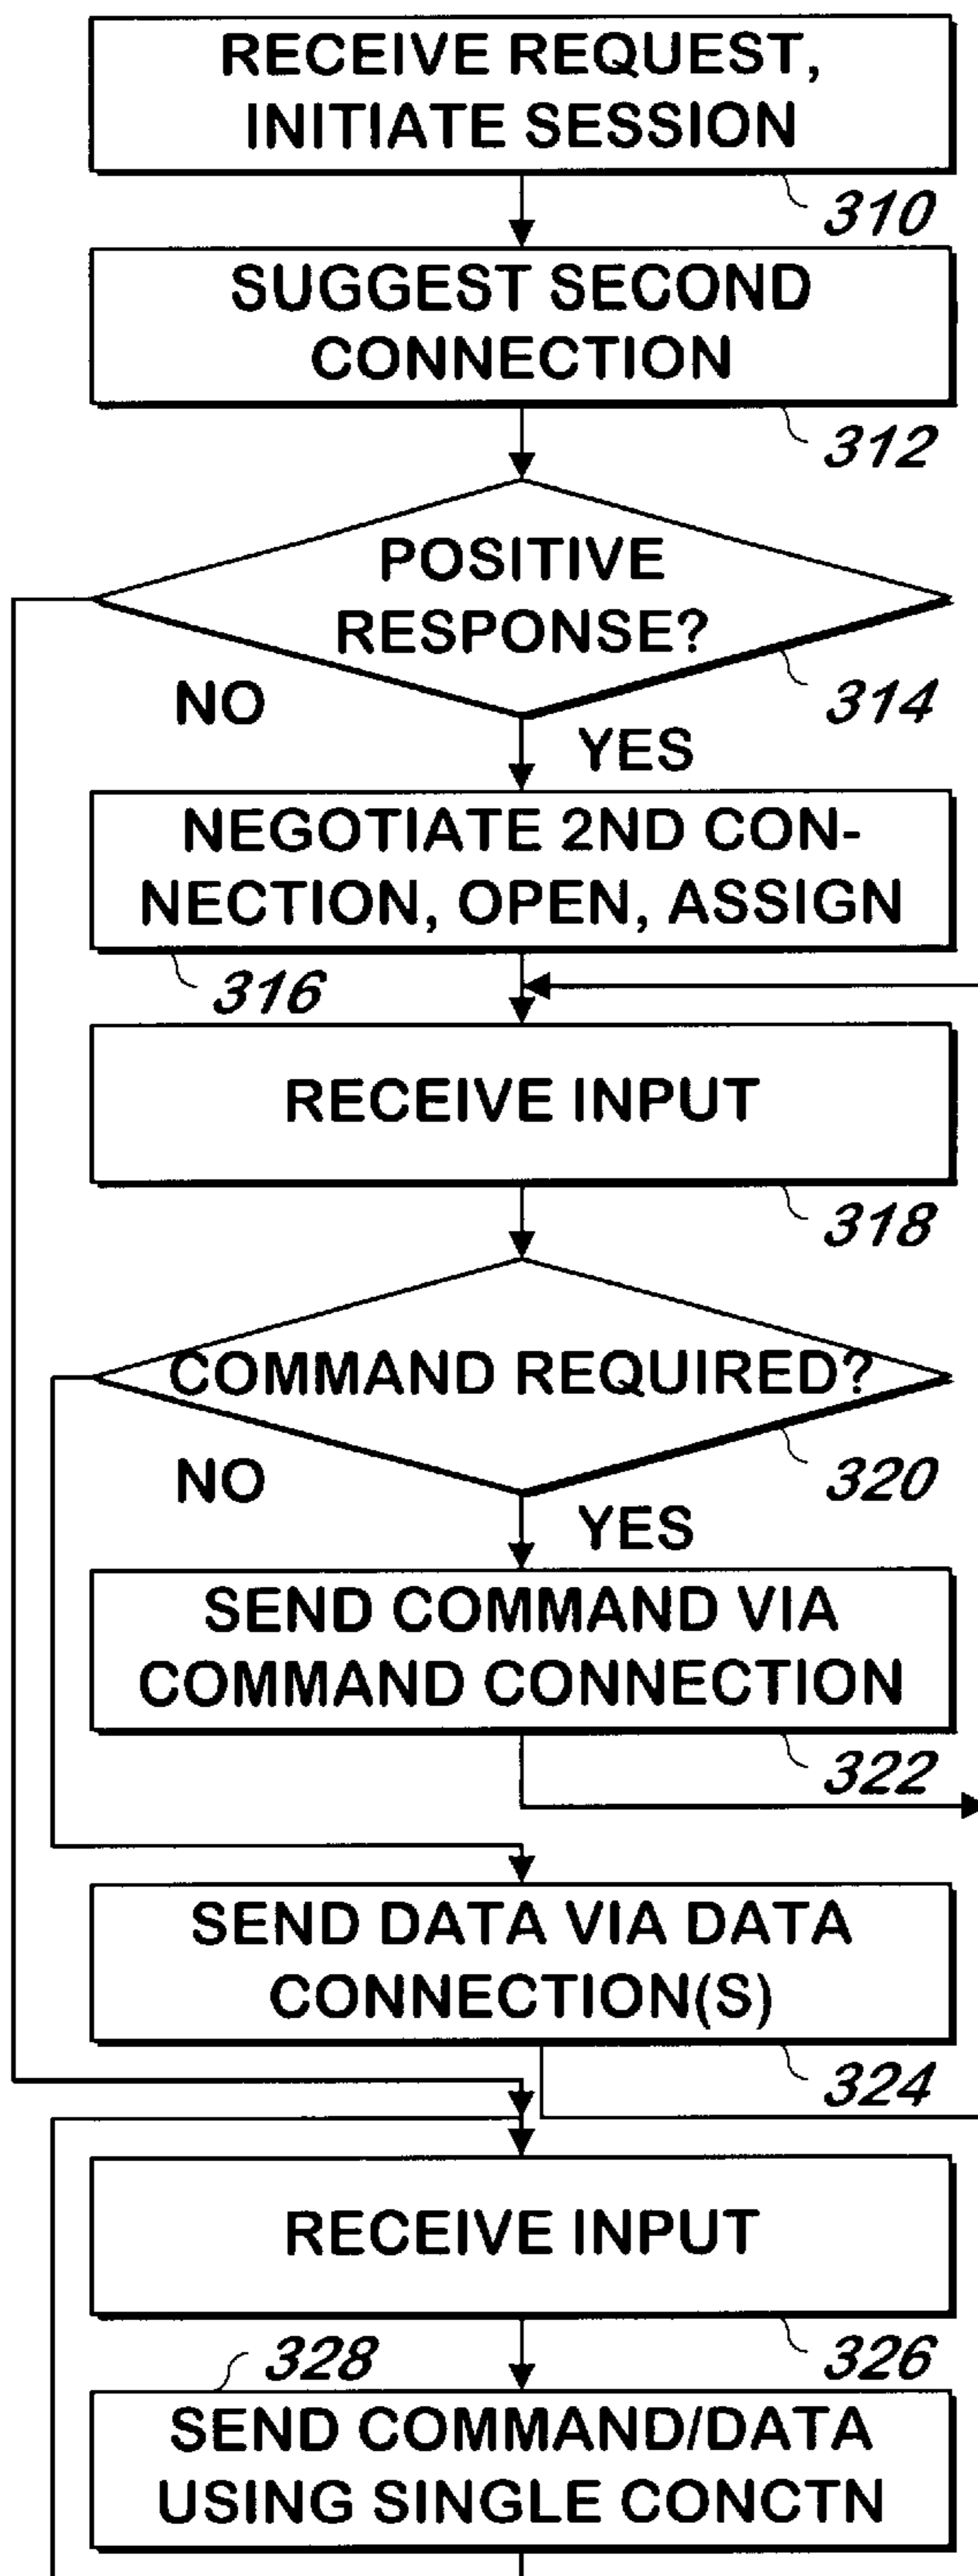 RECEIVE REQUEST,
INITIATE SESSION
310
SUGGEST SECOND
CONNECTION
312
POSITIVE
RESPONSE?
314
NO
YES
NEGOTIATE 2ND CON-
NECTION, OPEN, ASSIGN
316
RECEIVE INPUT
318
COMMAND REQUIRED?
320
NO
YES
SEND COMMAND VIA
COMMAND CONNECTION
322
SEND DATA VIA DATA
CONNECTION(S)
324
RECEIVE INPUT
326
328
SEND COMMAND/DATA
USING SINGLE CONCTN